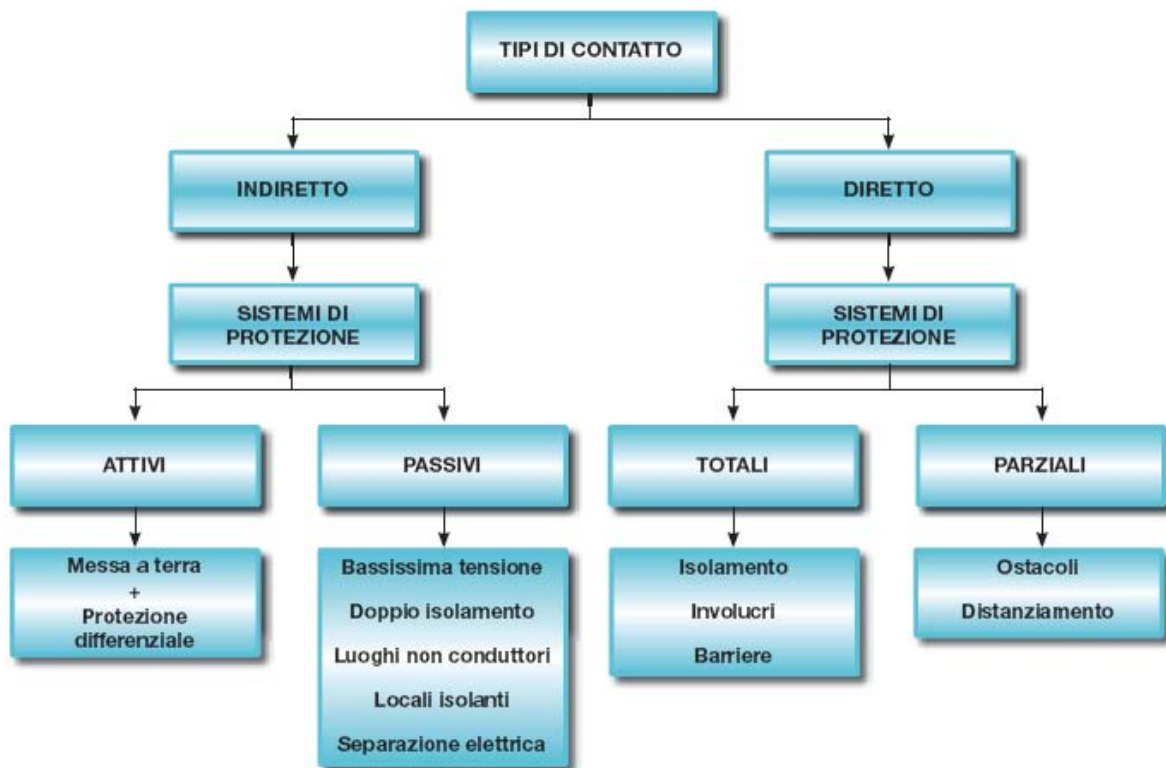 TIPI DI CONTATTO
INDIRETTO
DIRETTO
SISTEMI DI
PROTEZIONE
SISTEMI DI
PROTEZIONE
ATTIVI
PASSIVI
TOTALI
PARZIALI
Messa a terra
+
Protezione
differenziale
Bassissima tensione
Doppio isolamento
Luoghi non conduttori
Locali isolanti
Separazione elettrica
Isolamento
Involucri
Barriere
Ostacoli
Distanziamento